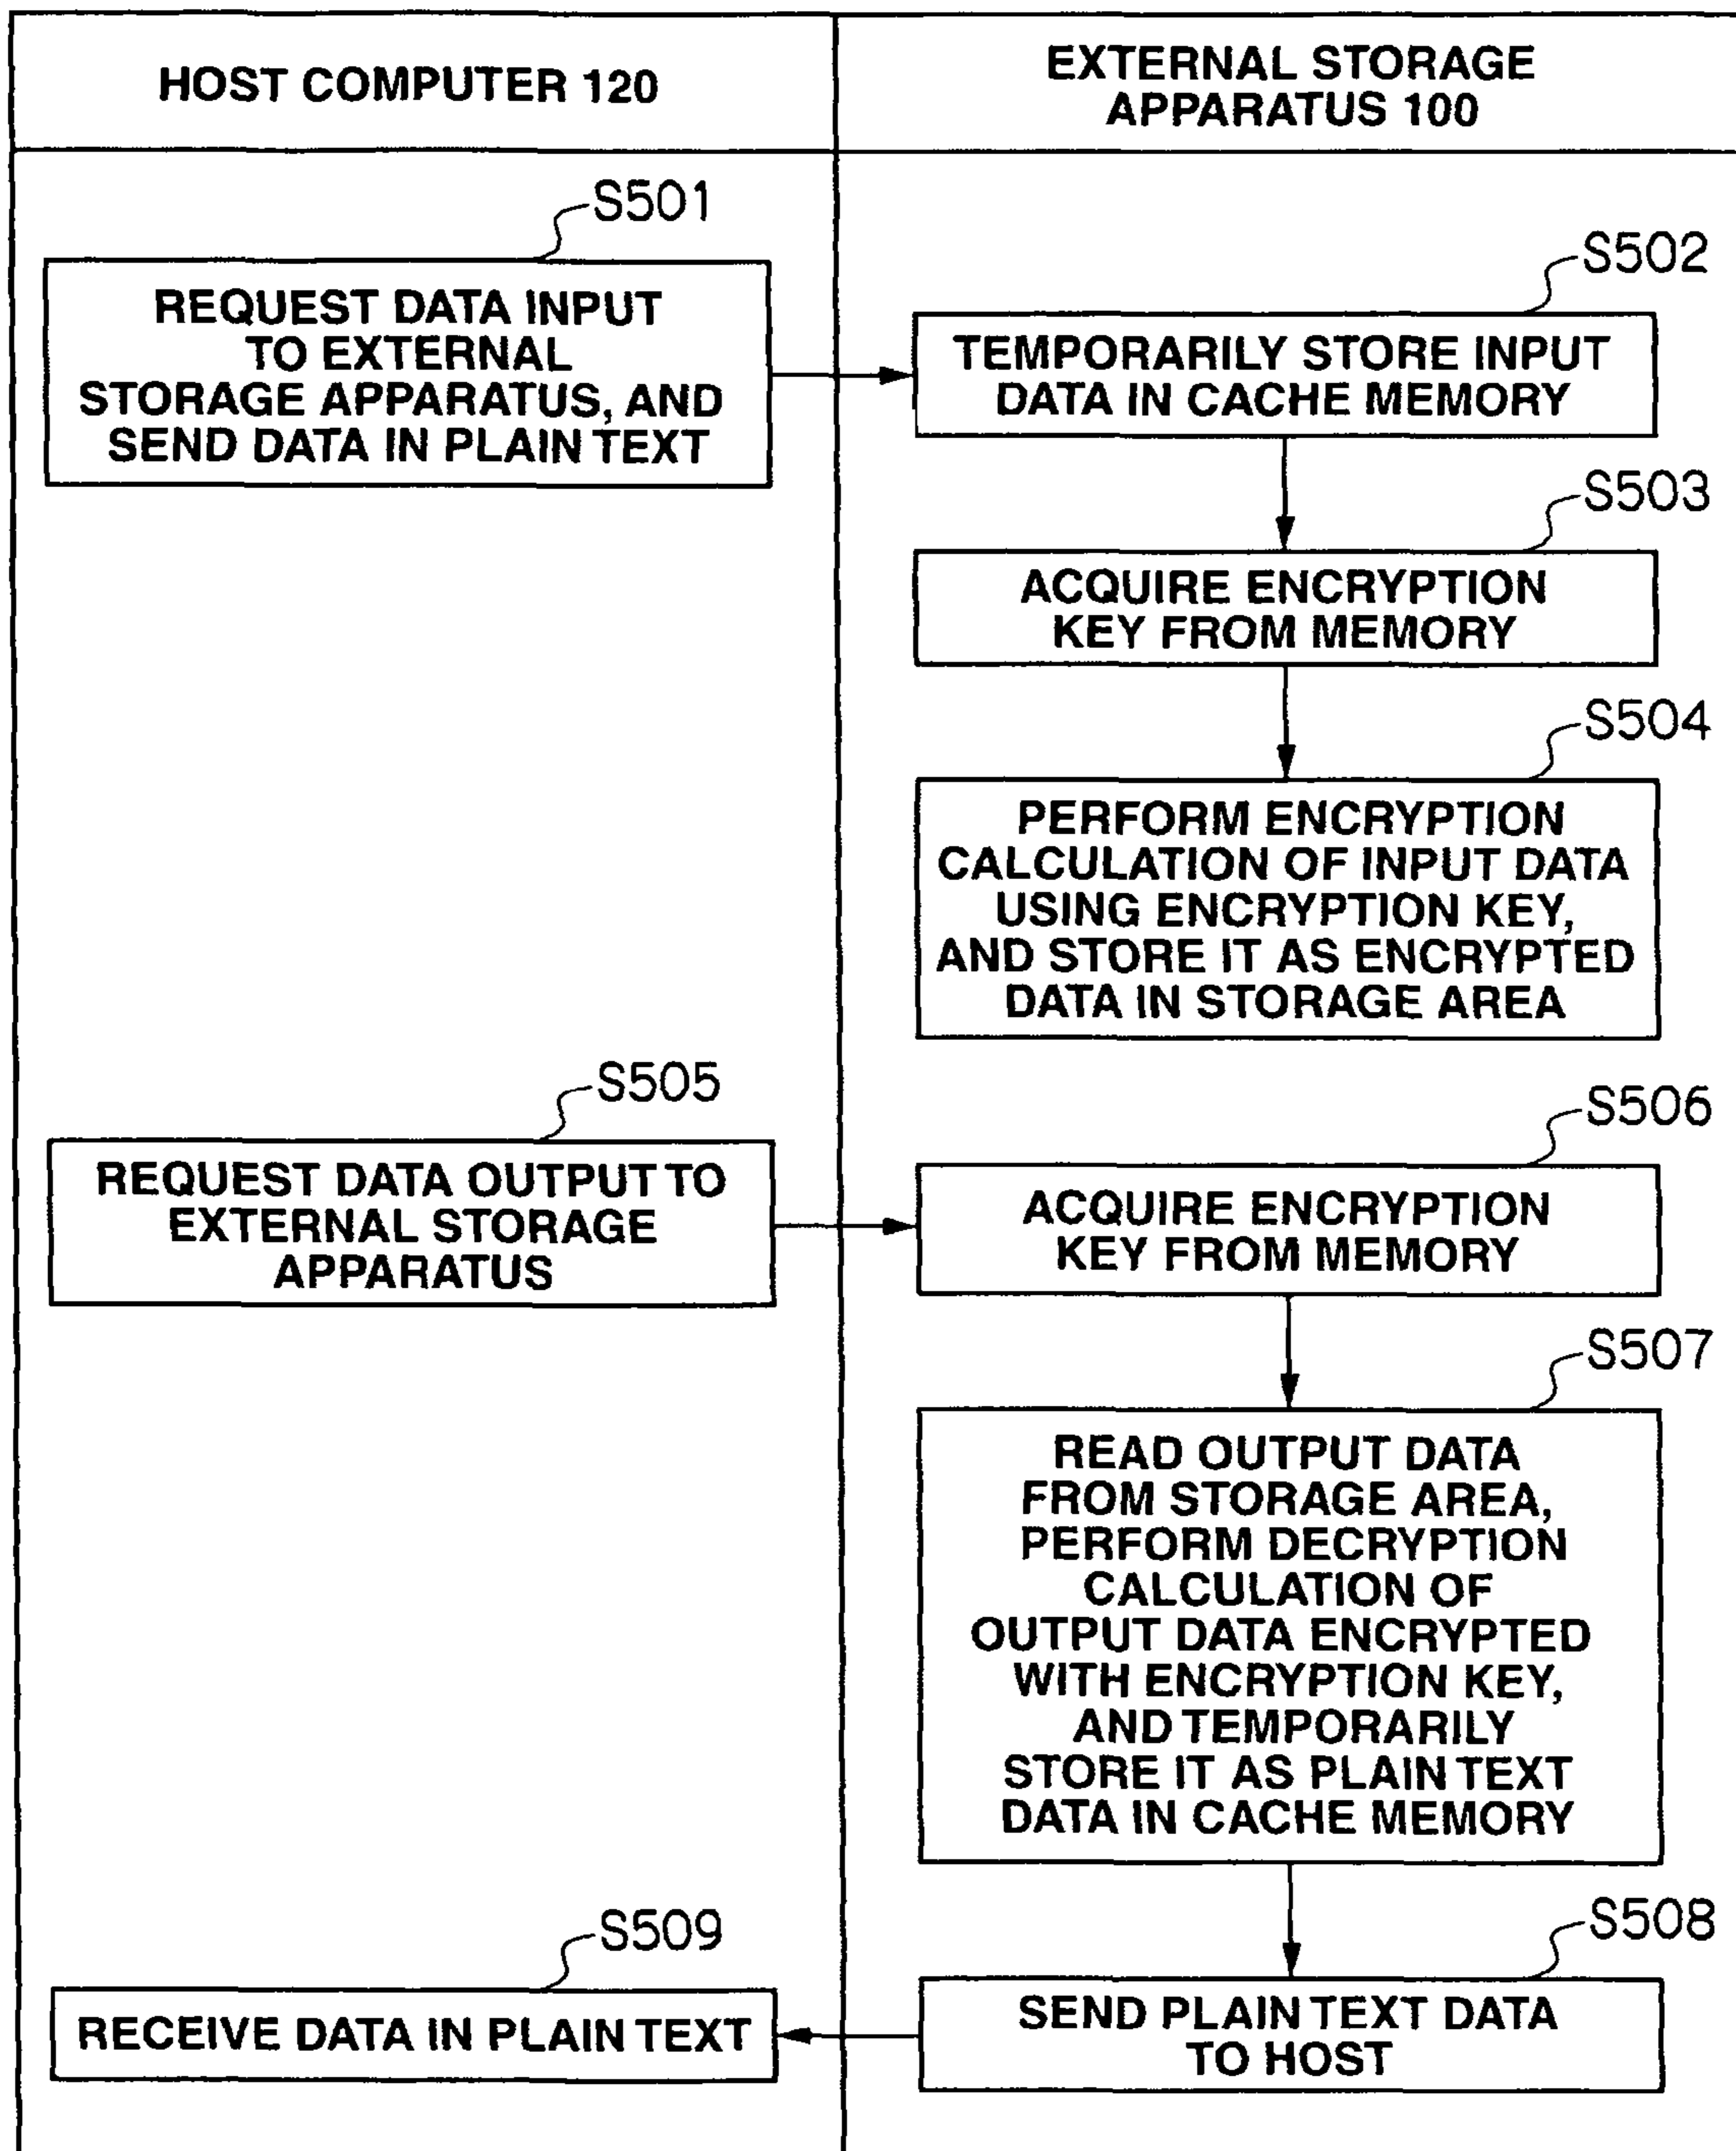 HOST COMPUTER 120
EXTERNAL STORAGE
APPARATUS 100
S501
REQUEST DATA INPUT
TO EXTERNAL
STORAGE APPARATUS, AND
SEND DATA IN PLAIN TEXT
S502
TEMPORARILY STORE INPUT
DATA IN CACHE MEMORY
S503
ACQUIRE ENCRYPTION
KEY FROM MEMORY
S504
PERFORM ENCRYPTION
CALCULATION OF INPUT DATA
USING ENCRYPTION KEY,
AND STORE IT AS ENCRYPTED
DATA IN STORAGE AREA
S505
REQUEST DATA OUTPUT TO
EXTERNAL STORAGE
APPARATUS
S506
ACQUIRE ENCRYPTION
KEY FROM MEMORY
S507
READ OUTPUT DATA
FROM STORAGE AREA,
PERFORM DECRYPTION
CALCULATION OF
OUTPUT DATA ENCRYPTED
WITH ENCRYPTION KEY,
AND TEMPORARILY
STORE IT AS PLAIN TEXT
DATA IN CACHE MEMORY
S508
SEND PLAIN TEXT DATA
TO HOST
S509
RECEIVE DATA IN PLAIN TEXT